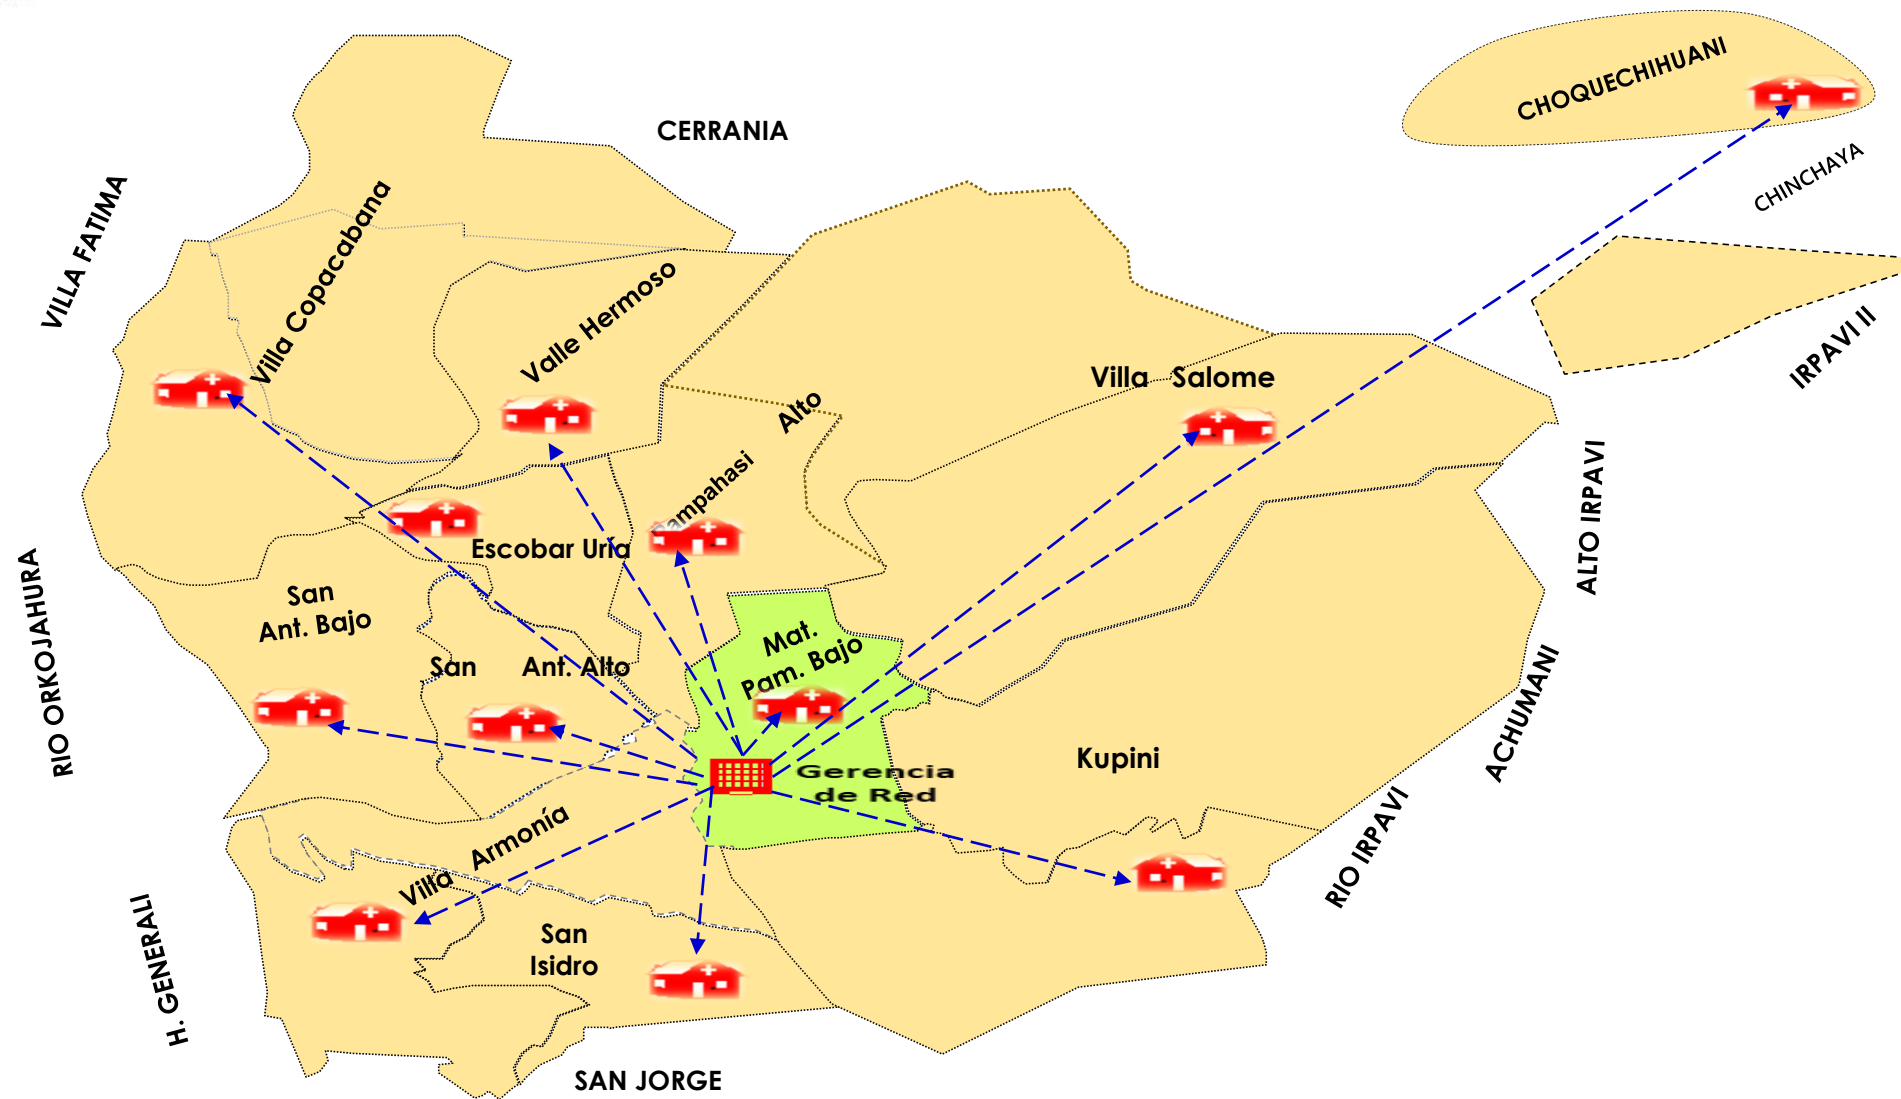 CHOQUECHIHUANI
CERRANIA
CHINCHAYA
VILLA FATIMA
Villa Copacabana
Valle Hermoso
IRPAVI II
Villa Salome
Alto
Pampahasi
ALTO IRPAVI
Escobar Uria
San
Ant. Bajo
RIO ORKOJAHURA
Mat.
Pam. Bajo
San Ant. Alto
ACHUMANI
Kupini
Gerencia
de Red
Villa Armonía
RIO IRPAVI
H. GENERALI
San
Isidro
SAN JORGE